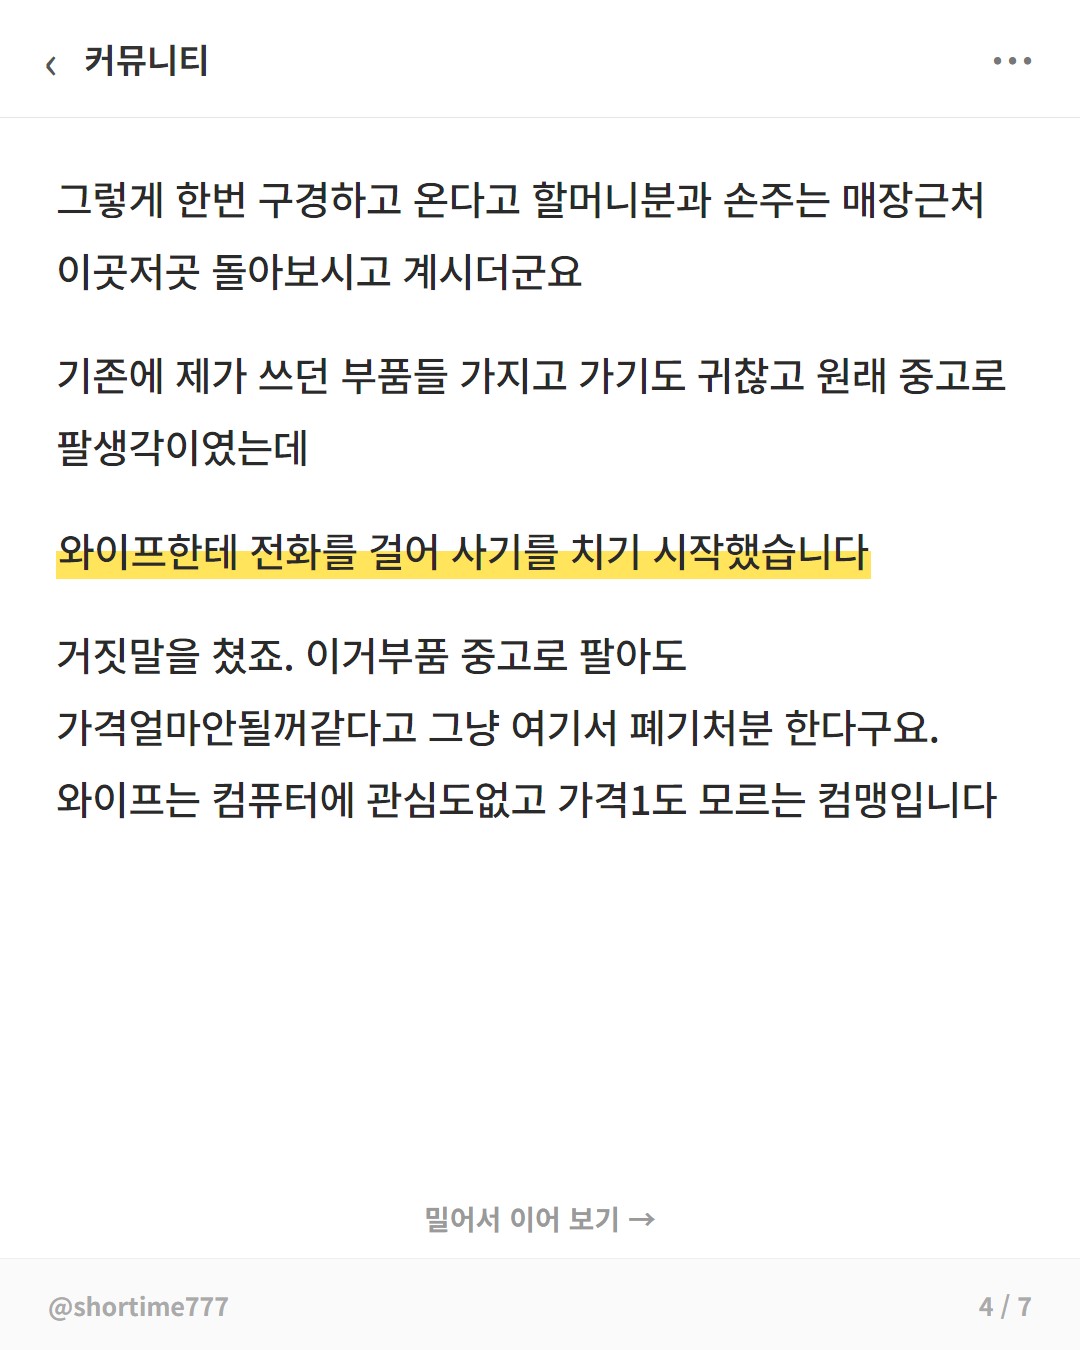 ‹ 커뮤니티 •••
그렇게 한번 구경하고 온다고 할머니분과 손주는 매장근처
이곳저곳 돌아보시고 계시더군요
기존에 제가 쓰던 부품들 가지고 가기도 귀찮고 원래 중고로
팔생각이였는데
와이프한테 전화를 걸어 사기를 치기 시작했습니다
거짓말을 쳤죠. 이거부품 중고로 팔아도
가격얼마안될꺼같다고 그냥 여기서 폐기처분 한다구요.
와이프는 컴퓨터에 관심도없고 가격1도 모르는 컴맹입니다
밀어서 이어 보기 →
@shortime777 4 / 7